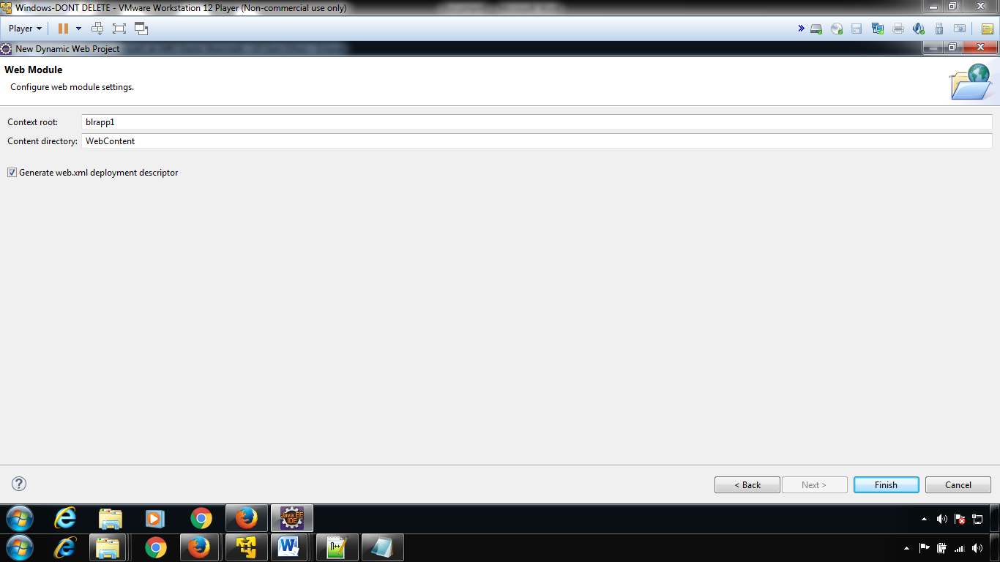 Windows-DONT DELETE - VMware Workstation 12 Player (Non-commercial use only)
Player
New Dynamic Web Project
Web Module
Configure web module settings.
Context root: blrapp1
Content directory: WebContent
Generate web.xml deployment descriptor
< Back Next > Finish Cancel
Java EE
IDE